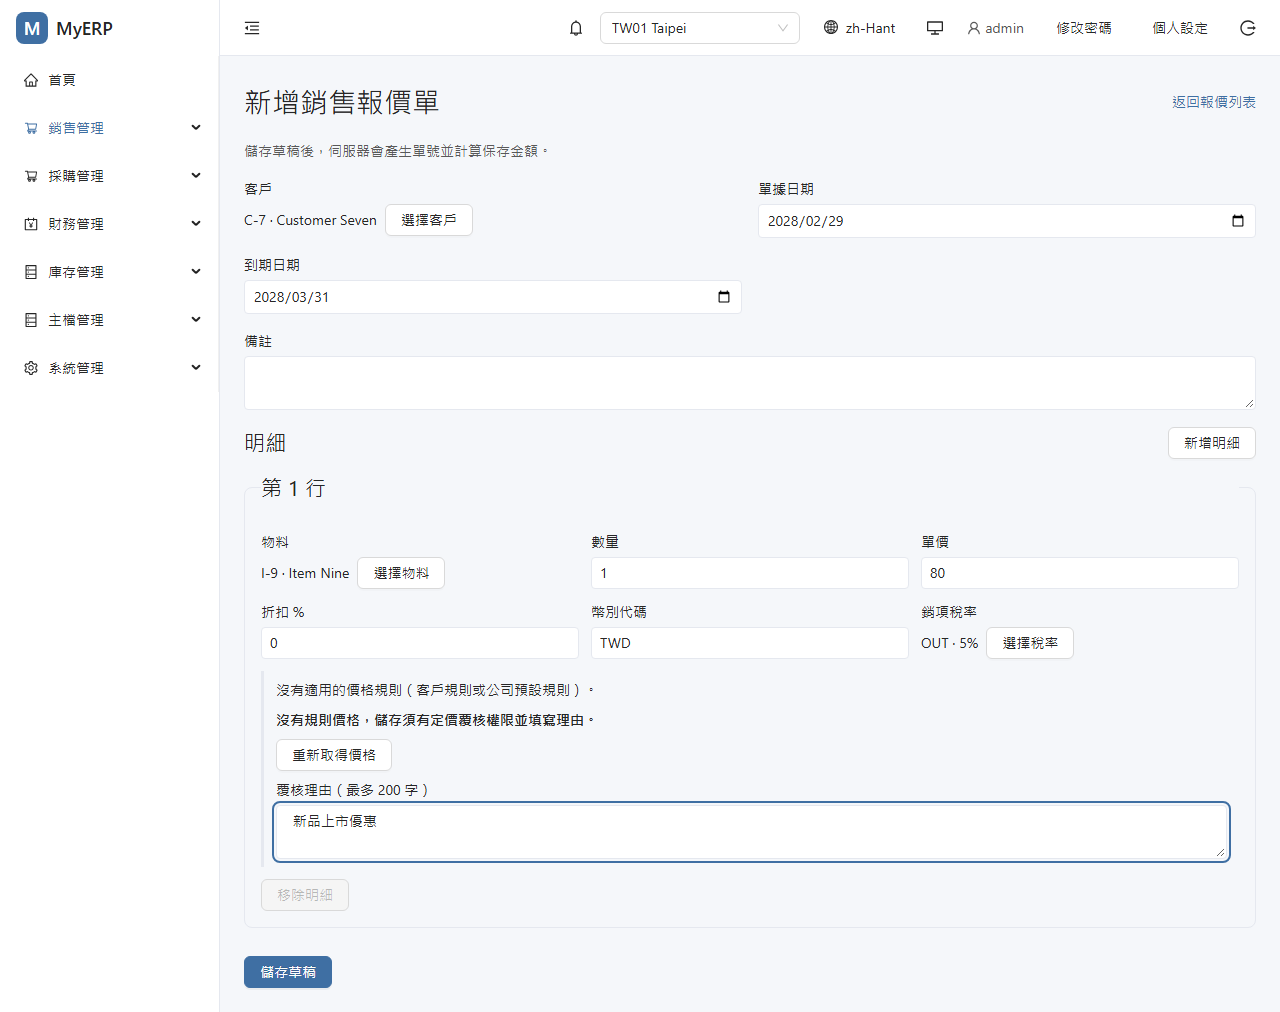 M MyERP
TW01 Taipei
zh-Hant
admin
修改密碼
個人設定
首頁
銷售管理
採購管理
財務管理
庫存管理
主檔管理
系統管理
新增銷售報價單
返回報價列表
儲存草稿後，伺服器會產生單號並計算保存金額。
客戶
單據日期
C-7 · Customer Seven 選擇客戶
2028/02/29
到期日期
2028/03/31
備註
明細
新增明細
第 1 行
物料
數量
單價
I-9 · Item Nine 選擇物料
1
80
折扣 %
幣別代碼
銷項稅率
0
TWD
OUT · 5% 選擇稅率
沒有適用的價格規則（客戶規則或公司預設規則）。
沒有規則價格，儲存須有定價覆核權限並填寫理由。
重新取得價格
覆核理由（最多 200 字）
新品上市優惠
移除明細
儲存草稿